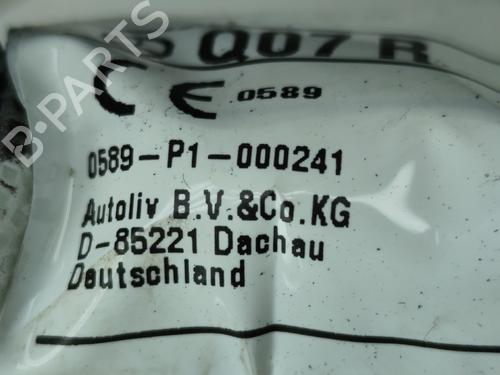 Q07 R
CE 0589
0589-P1-000241
Autoliv B.V.&Co.KG
D-85221 Dachau
Deutschland
B-PARTS